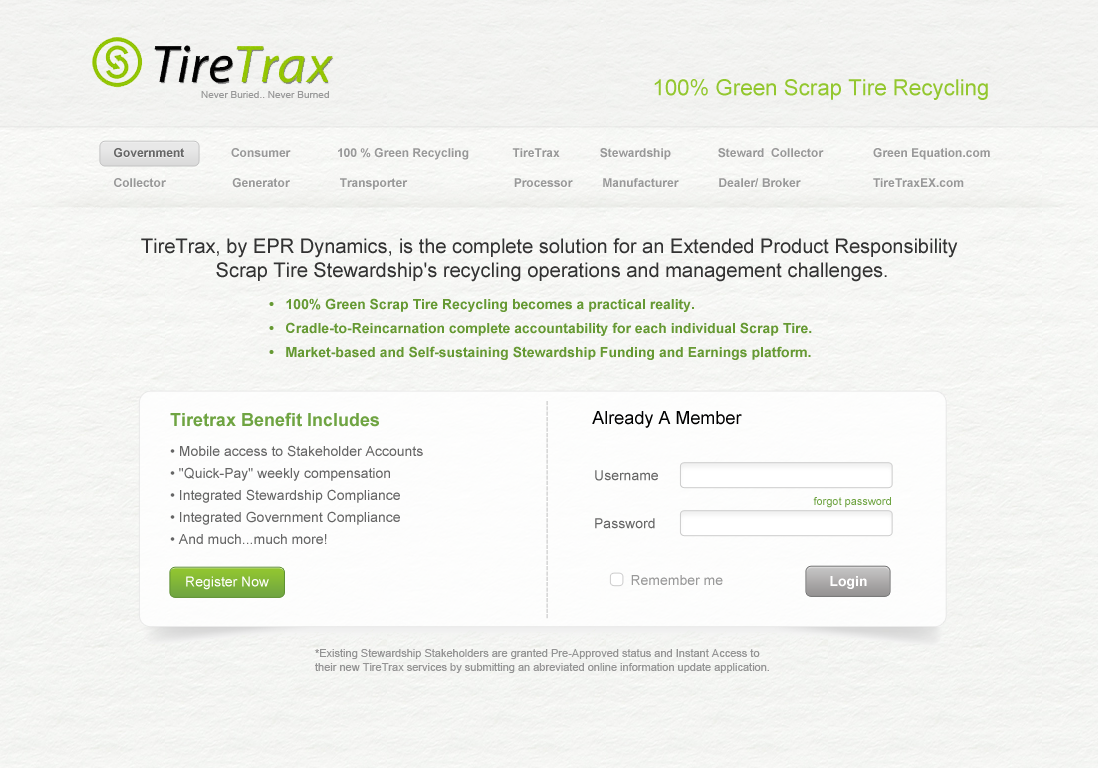 TireTrax
Never Buried.. Never Burned
100% Green Scrap Tire Recycling
Government Consumer 100 % Green Recycling TireTrax Stewardship Steward Collector Green Equation.com
Collector Generator Transporter Processor Manufacturer Dealer/ Broker TireTraxEX.com
TireTrax, by EPR Dynamics, is the complete solution for an Extended Product Responsibility
Scrap Tire Stewardship's recycling operations and management challenges.
• 100% Green Scrap Tire Recycling becomes a practical reality.
• Cradle-to-Reincarnation complete accountability for each individual Scrap Tire.
• Market-based and Self-sustaining Stewardship Funding and Earnings platform.
Tiretrax Benefit Includes
• Mobile access to Stakeholder Accounts
• "Quick-Pay" weekly compensation
• Integrated Stewardship Compliance
• Integrated Government Compliance
• And much...much more!
Register Now
Already A Member
Username
forgot password
Password
Remember me
Login
*Existing Stewardship Stakeholders are granted Pre-Approved status and Instant Access to
their new TireTrax services by submitting an abreviated online information update application.